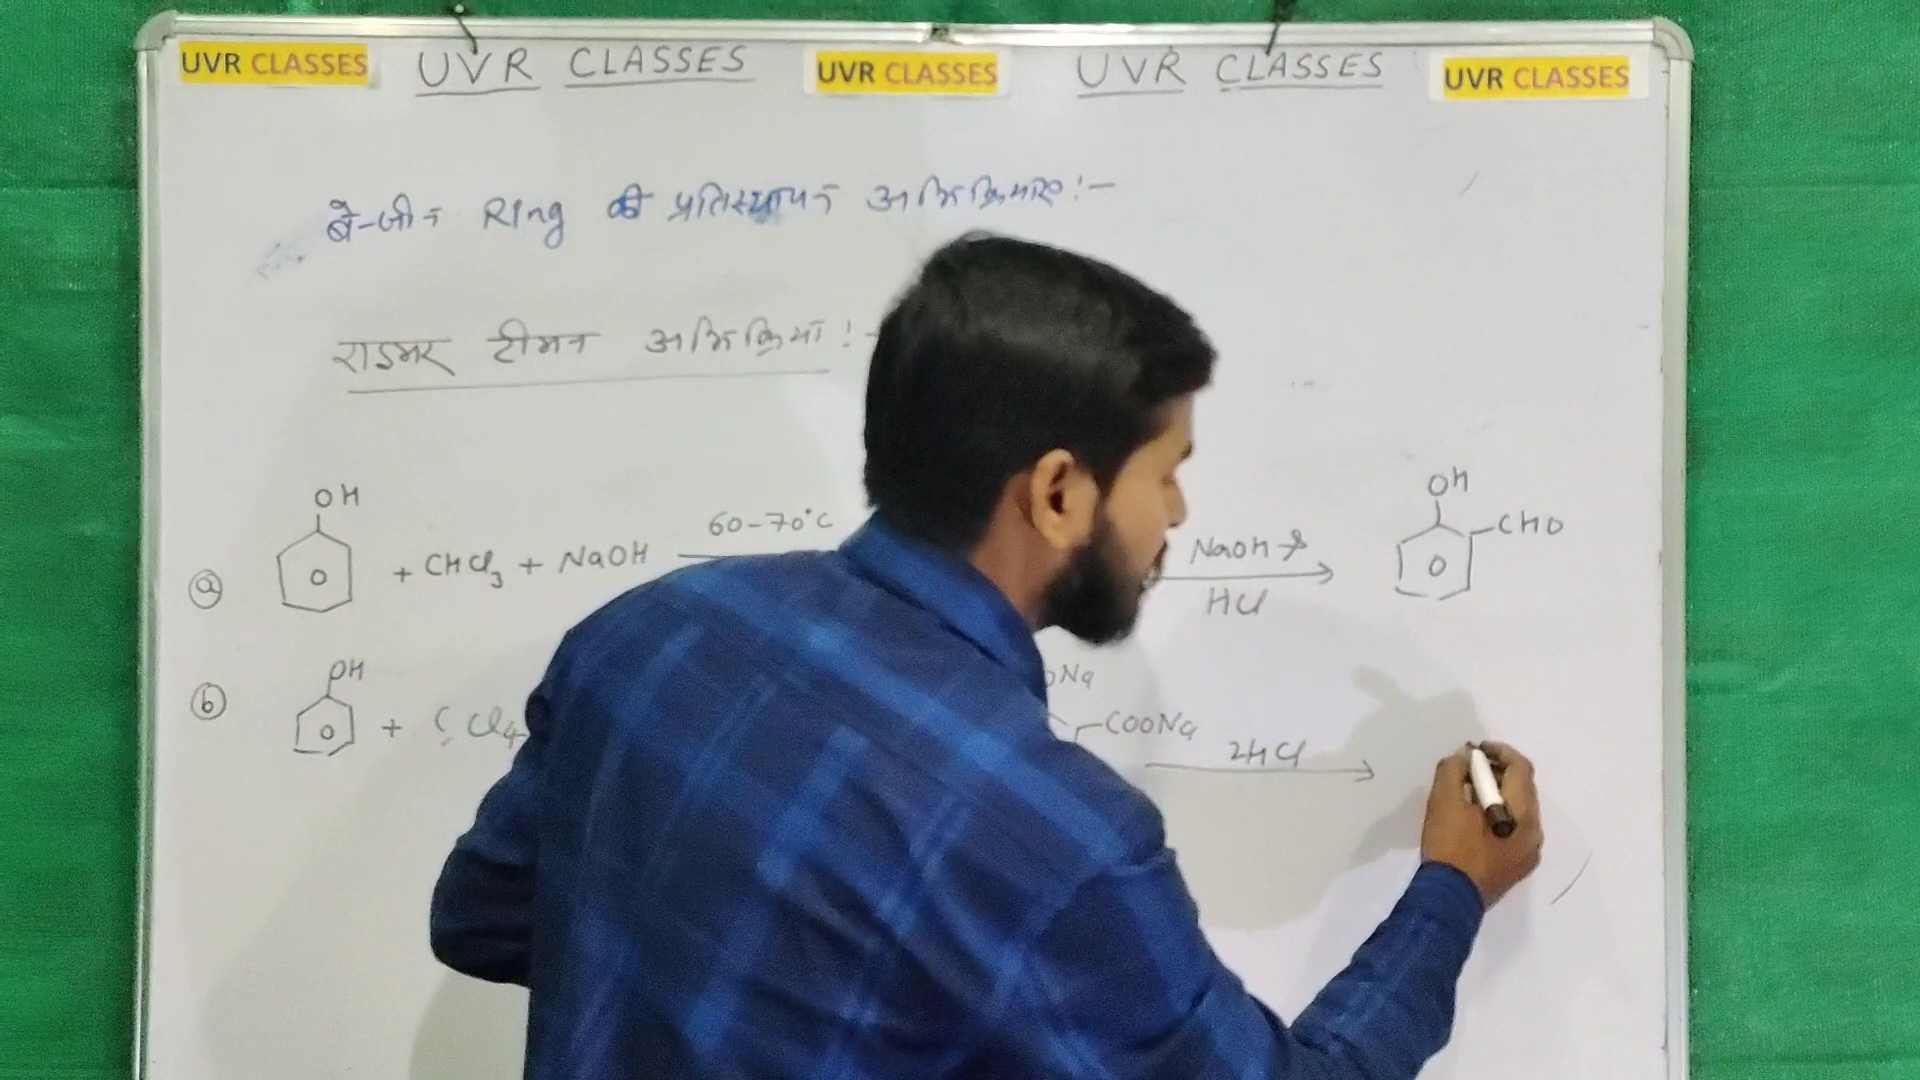 UVR CLASSES UVR CLASSES UVR CLASSES UVR CLASSES UVR CLASSES
बेन्जीन Ring की प्रतिस्थापन अभिक्रियाएं:-
राइमर टीमन अभिक्रिया:-
OH
OH
60-70°C
NaOH
CHO
ⓐ + CHCl3 + NaOH
HCl
OH
ONa
ⓑ + CCl4
COONa
2HCl